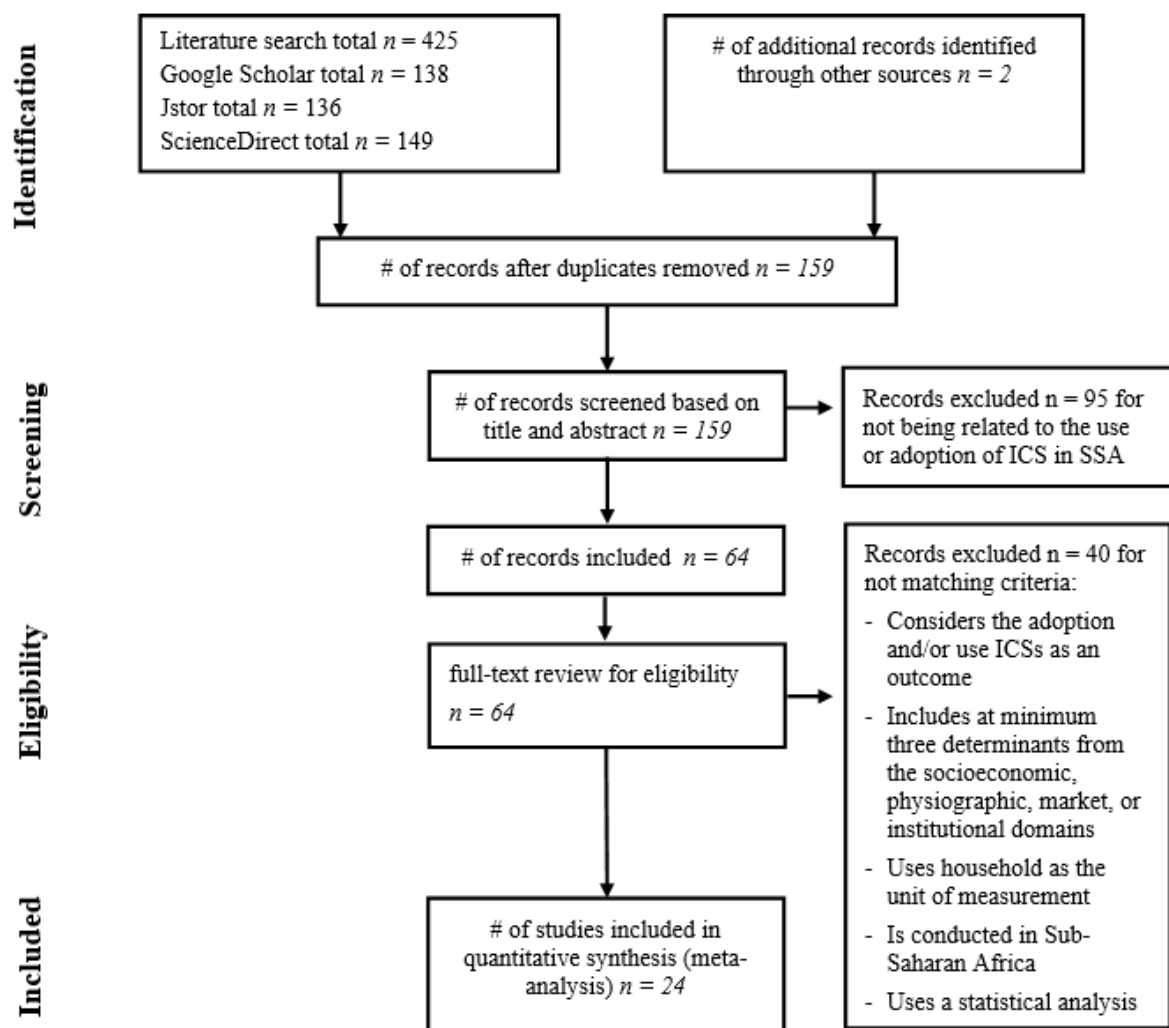 Identification
Literature search total n = 425
Google Scholar total n = 138
Jstor total n = 136
ScienceDirect total n = 149
# of additional records identified
through other sources n = 2
# of records after duplicates removed n = 159
Screening
# of records screened based on
title and abstract n = 159
Records excluded n = 95 for
not being related to the use
or adoption of ICS in SSA
# of records included n = 64
Eligibility
full-text review for eligibility
n = 64
Records excluded n = 40 for
not matching criteria:
- Considers the adoption
and/or use ICSs as an
outcome
- Includes at minimum
three determinants from
the socioeconomic,
physiographic, market, or
institutional domains
- Uses household as the
unit of measurement
- Is conducted in Sub-
Saharan Africa
- Uses a statistical analysis
Included
# of studies included in
quantitative synthesis (meta-
analysis) n = 24